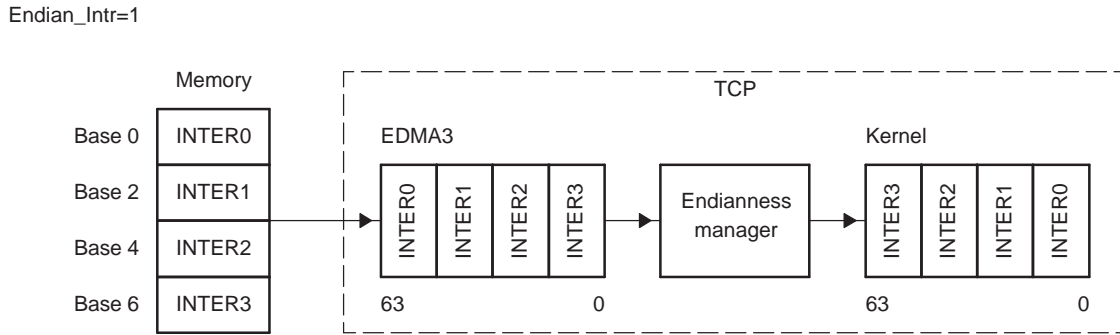 Endian_Intr=1
Memory
TCP
Base 0
INTER0
EDMA3
Kernel
Base 2
INTER1
Base 4
INTER2
Base 6
INTER3
INTER0
INTER1
INTER2
INTER3
Endianness
manager
INTER3
INTER2
INTER1
INTER0
63
0
63
0